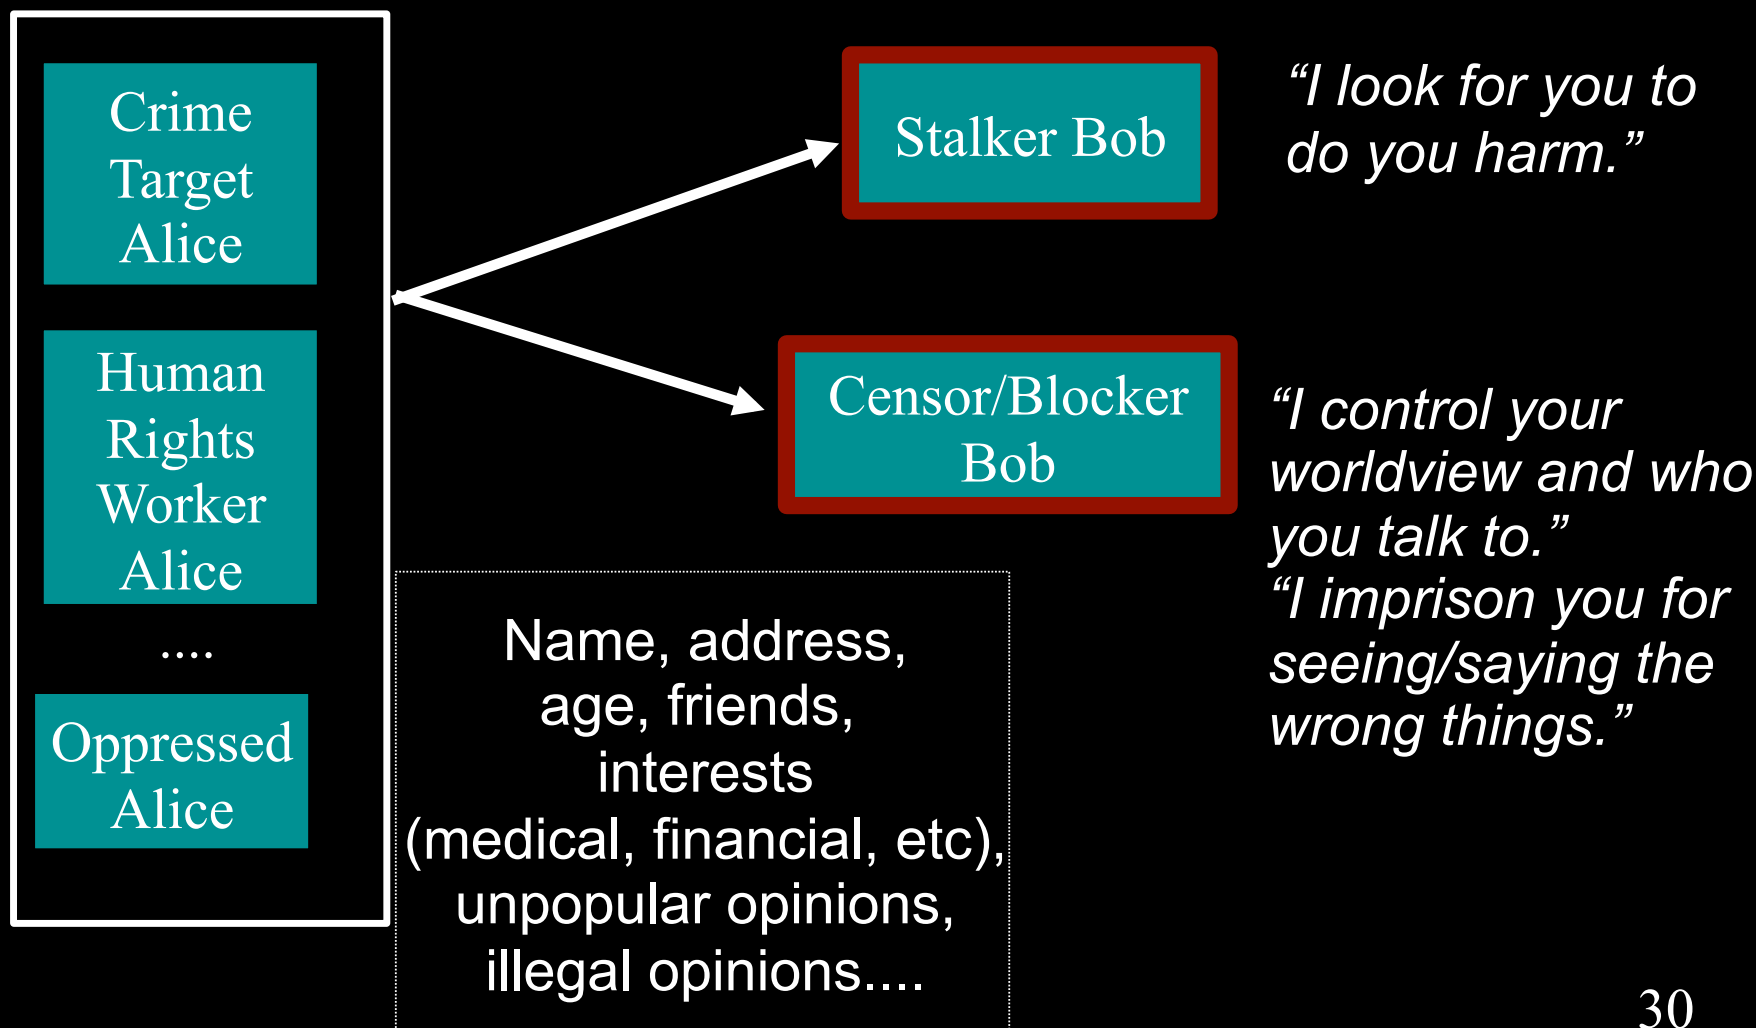 Crime
Target
Alice
Human
Rights
Worker
Alice
....
Oppressed
Alice
Stalker Bob
“I look for you to
do you harm.”
Censor/Blocker
Bob
“I control your
worldview and who
you talk to.”
“I imprison you for
seeing/saying the
wrong things.”
Name, address,
age, friends,
interests
(medical, financial, etc),
unpopular opinions,
illegal opinions....
30